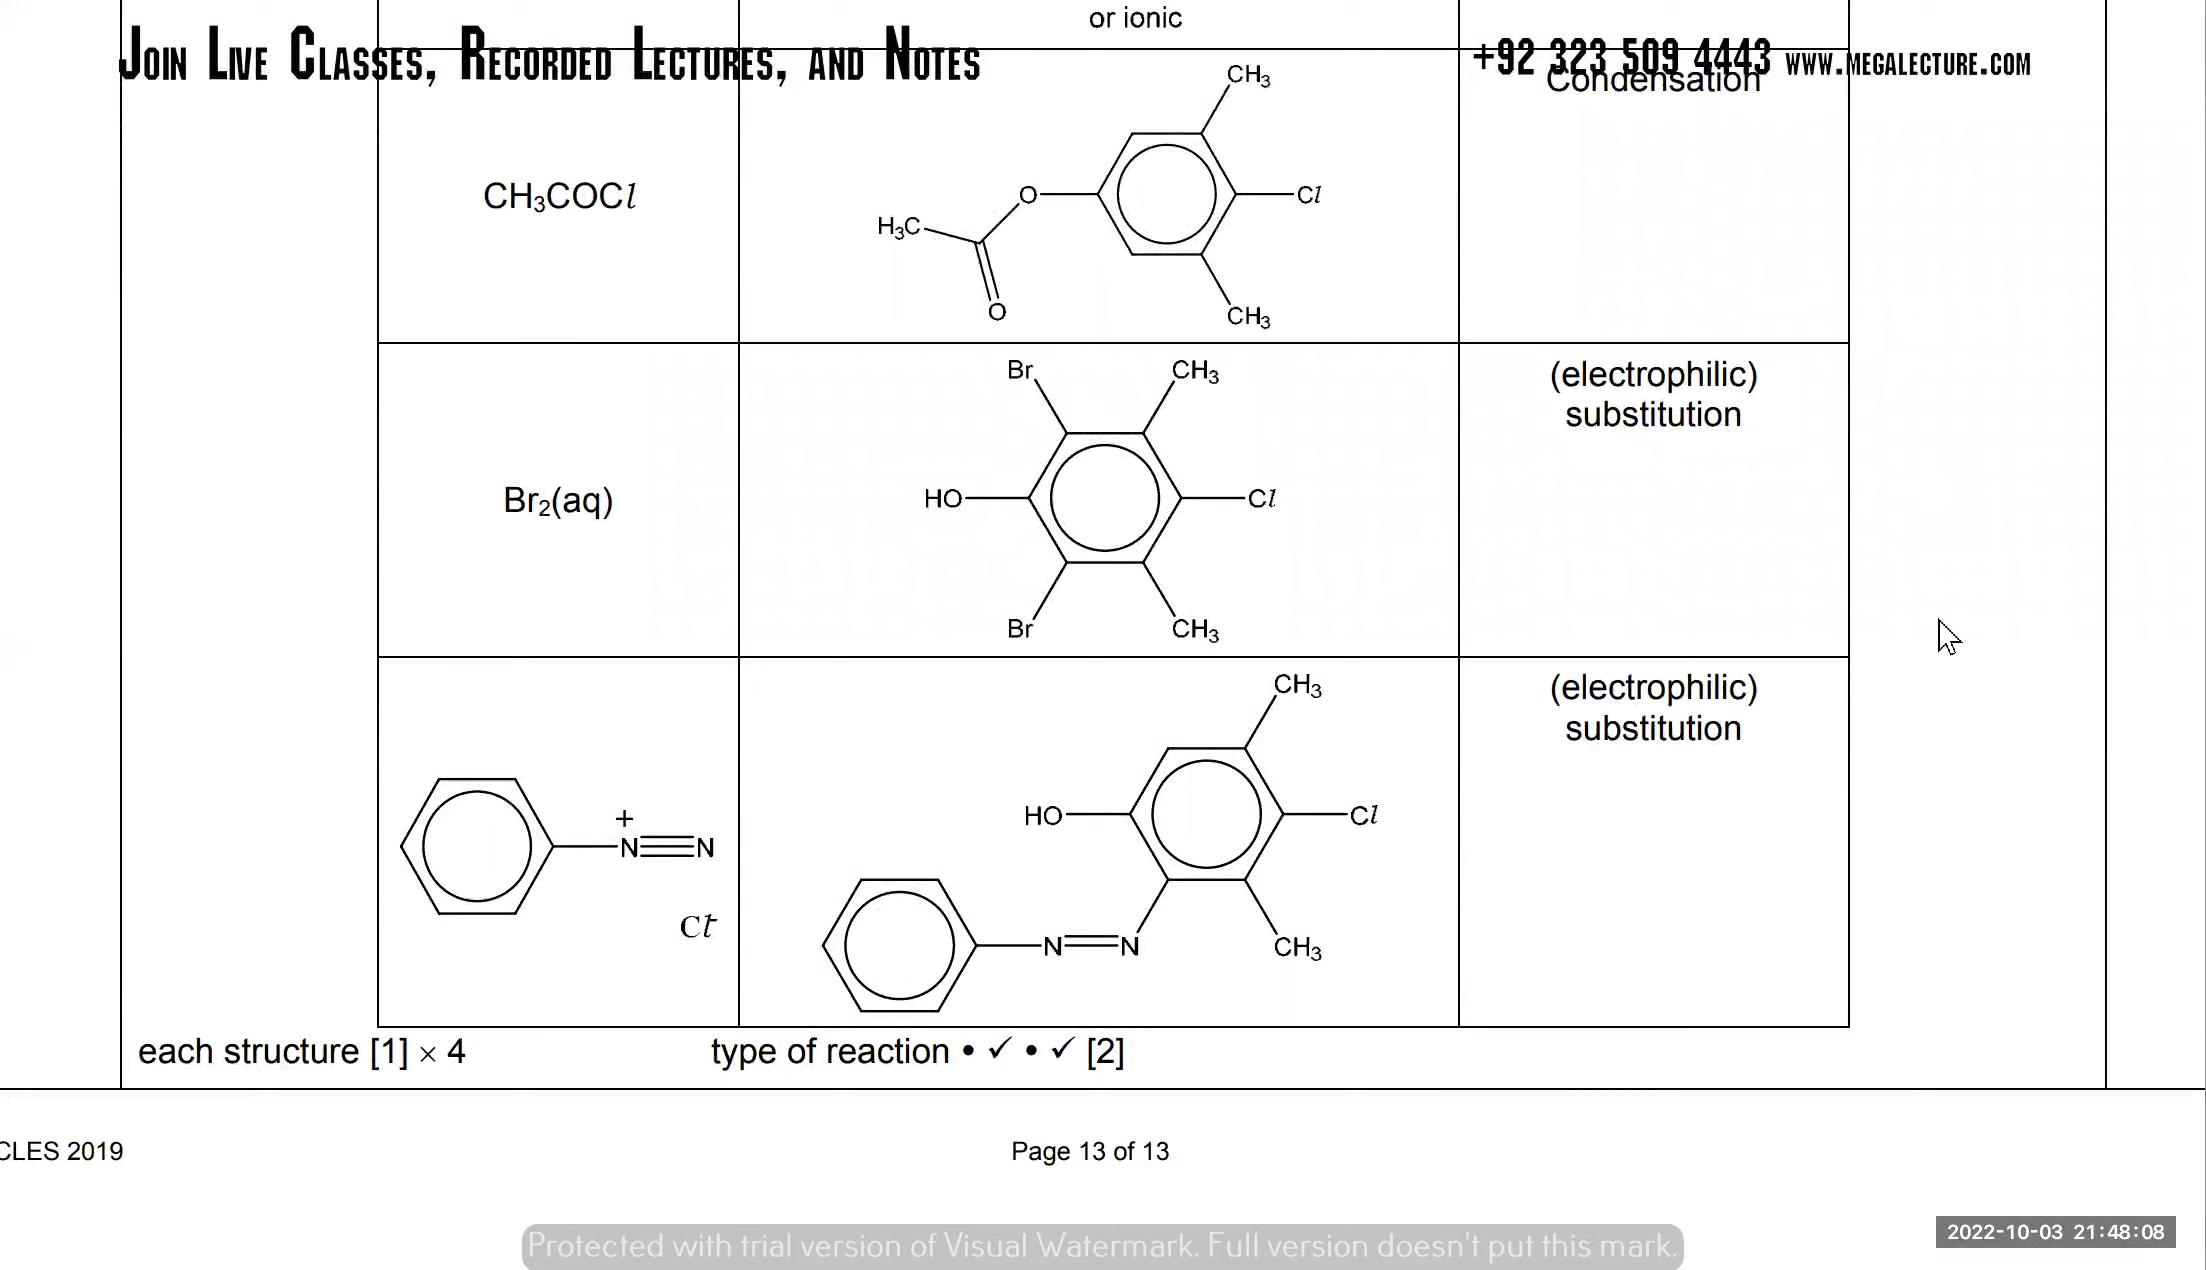 or ionic
JOIN LIVE CLASSES, RECORDED LECTURES, AND NOTES
+92 323 509 4443 WWW.MEGALECTURE.COM
Condensation
CH₃COCl
CH₃
O
Cl
H₃C
O
CH₃
Br₂(aq)
Br
CH₃
HO
Cl
Br
CH₃
(electrophilic)
substitution
+
N≡N
Cl⁻
CH₃
HO
Cl
N=N
CH₃
(electrophilic)
substitution
each structure [1] × 4
type of reaction • ✓ • ✓ [2]
CLES 2019
Page 13 of 13
Protected with trial version of Visual Watermark. Full version doesn't put this mark.
2022-10-03 21:48:08